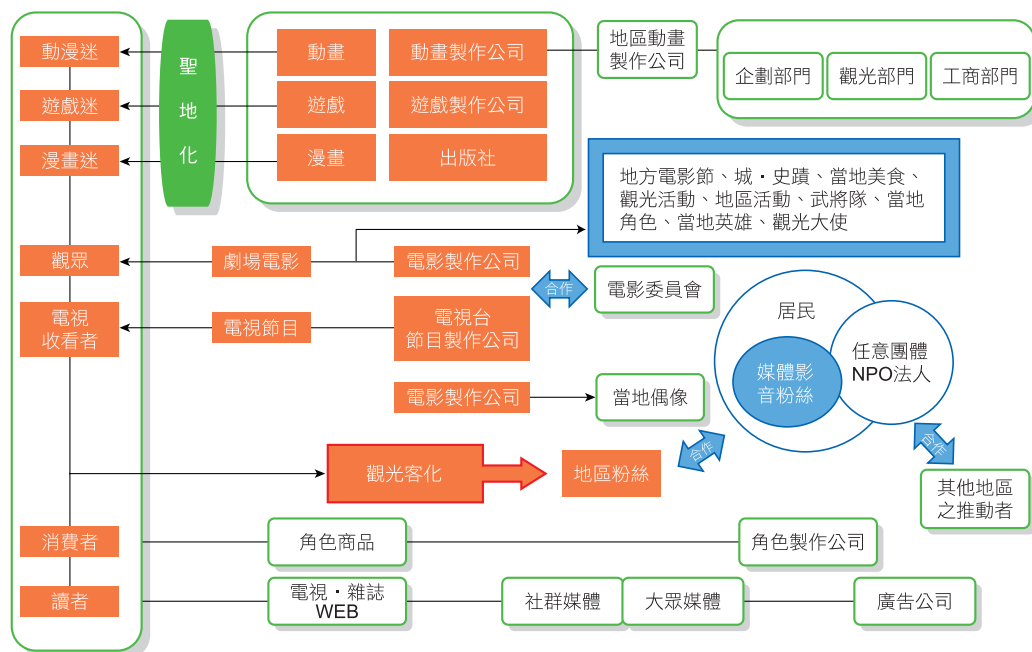 動漫迷
遊戲迷
漫畫迷
觀眾
電視
收看者
消費者
讀者
聖
地
化
動畫
動畫製作公司
遊戲
遊戲製作公司
漫畫
出版社
地區動畫
製作公司
企劃部門
觀光部門
工商部門
地方電影節、城・史蹟、當地美食、
觀光活動、地區活動、武將隊、當地
角色、當地英雄、觀光大使
劇場電影
電影製作公司
合作
電影委員會
電視節目
電視台
節目製作公司
電影製作公司
當地偶像
居民
媒體影
音粉絲
任意團體
NPO法人
合作
合作
其他地區
之推動者
觀光客化
地區粉絲
角色商品
角色製作公司
電視・雜誌
WEB
社群媒體
大眾媒體
廣告公司